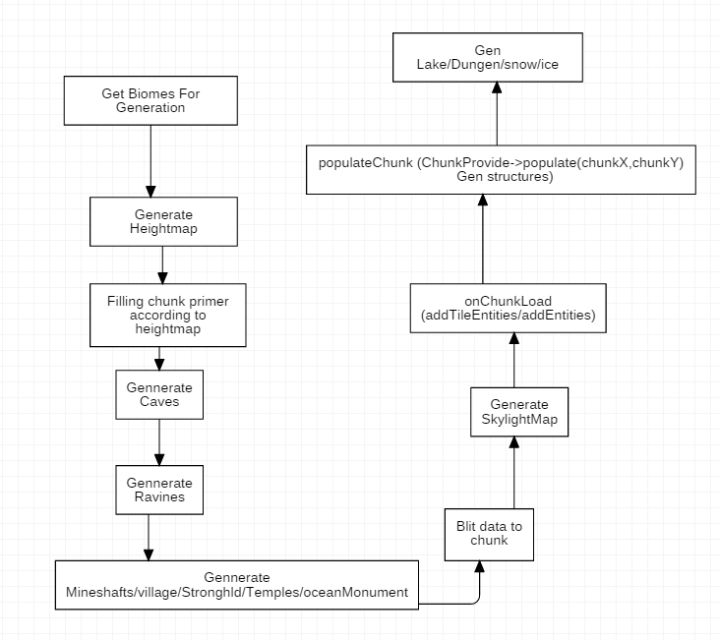 Get Biomes For
Generation
Generate
Heightmap
Filling chunk primer
according to
heightmap
Gennerate
Caves
Gennerate
Ravines
Gennerate
Mineshafts/village/Stronghld/Temples/oceanMonument
Blit data to
chunk
Generate
SkylightMap
onChunkLoad
(addTileEntities/addEntities)
populateChunk (ChunkProvide->populate(chunkX,chunkY)
Gen structures)
Gen
Lake/Dungen/snow/ice